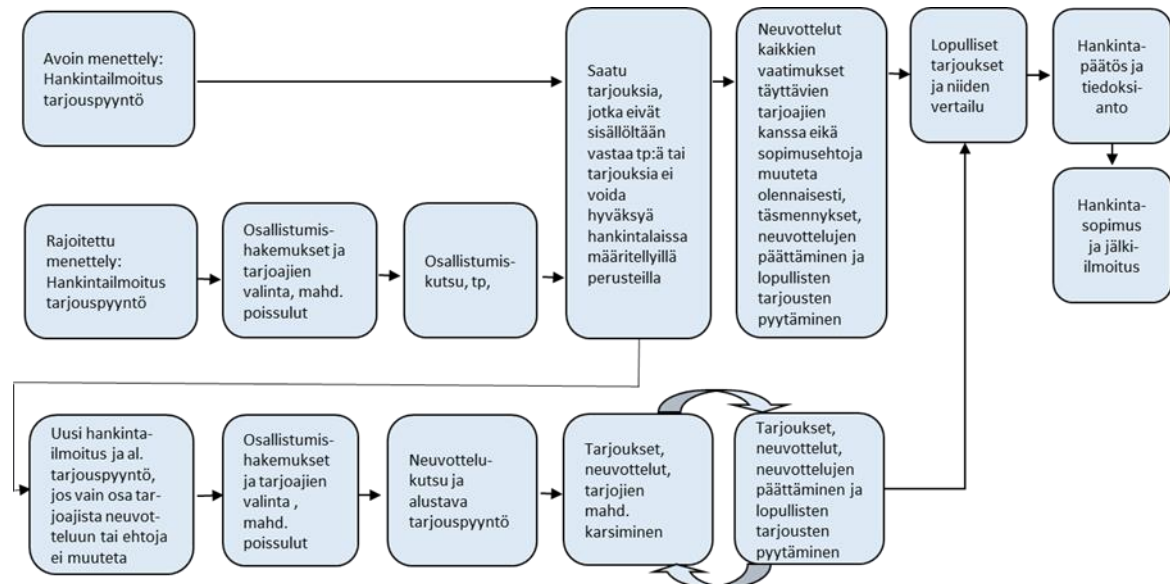 Avoin menettely:
Hankintailmoitus
tarjouspyyntö
Saatu
tarjouksia,
jotka eivät
sisällöltään
vastaa tp:ä tai
tarjouksia ei
voida
hyväksyä
hankintalaissa
määritellyillä
perusteilla
Neuvottelut
kaikkien
vaatimukset
täyttävien
tarjoajien
kanssa eikä
sopimusehtoja
muuteta
olennaisesti,
täsmennykset,
neuvottelujen
päättäminen ja
lopullisten
tarjousten
pyytäminen
Lopulliset
tarjoukset
ja niiden
vertailu
Hankinta-
päätös ja
tiedoksi-
anto
Hankinta-
sopimus
ja jälki-
ilmoitus
Rajoitettu
menettely:
Hankintailmoitus
tarjouspyyntö
Osallistumis-
hakemukset ja
tarjoajien
valinta, mahd.
poissulut
Osallistumis-
kutsu, tp,
Uusi hankinta-
ilmoitus ja al.
tarjouspyyntö,
jos vain osa tar-
joajista neuvot-
teluun tai ehtoja
ei muuteta
Osallistumis-
hakemukset
ja tarjoajien
valinta ,
mahd.
poissulut
Neuvottelu-
kutsu ja
alustava
tarjouspyyntö
Tarjoukset,
neuvottelut,
tarjojien
mahd.
karsiminen
Tarjoukset,
neuvottelut,
neuvottelujen
päättäminen ja
lopullisten
tarjousten
pyytäminen